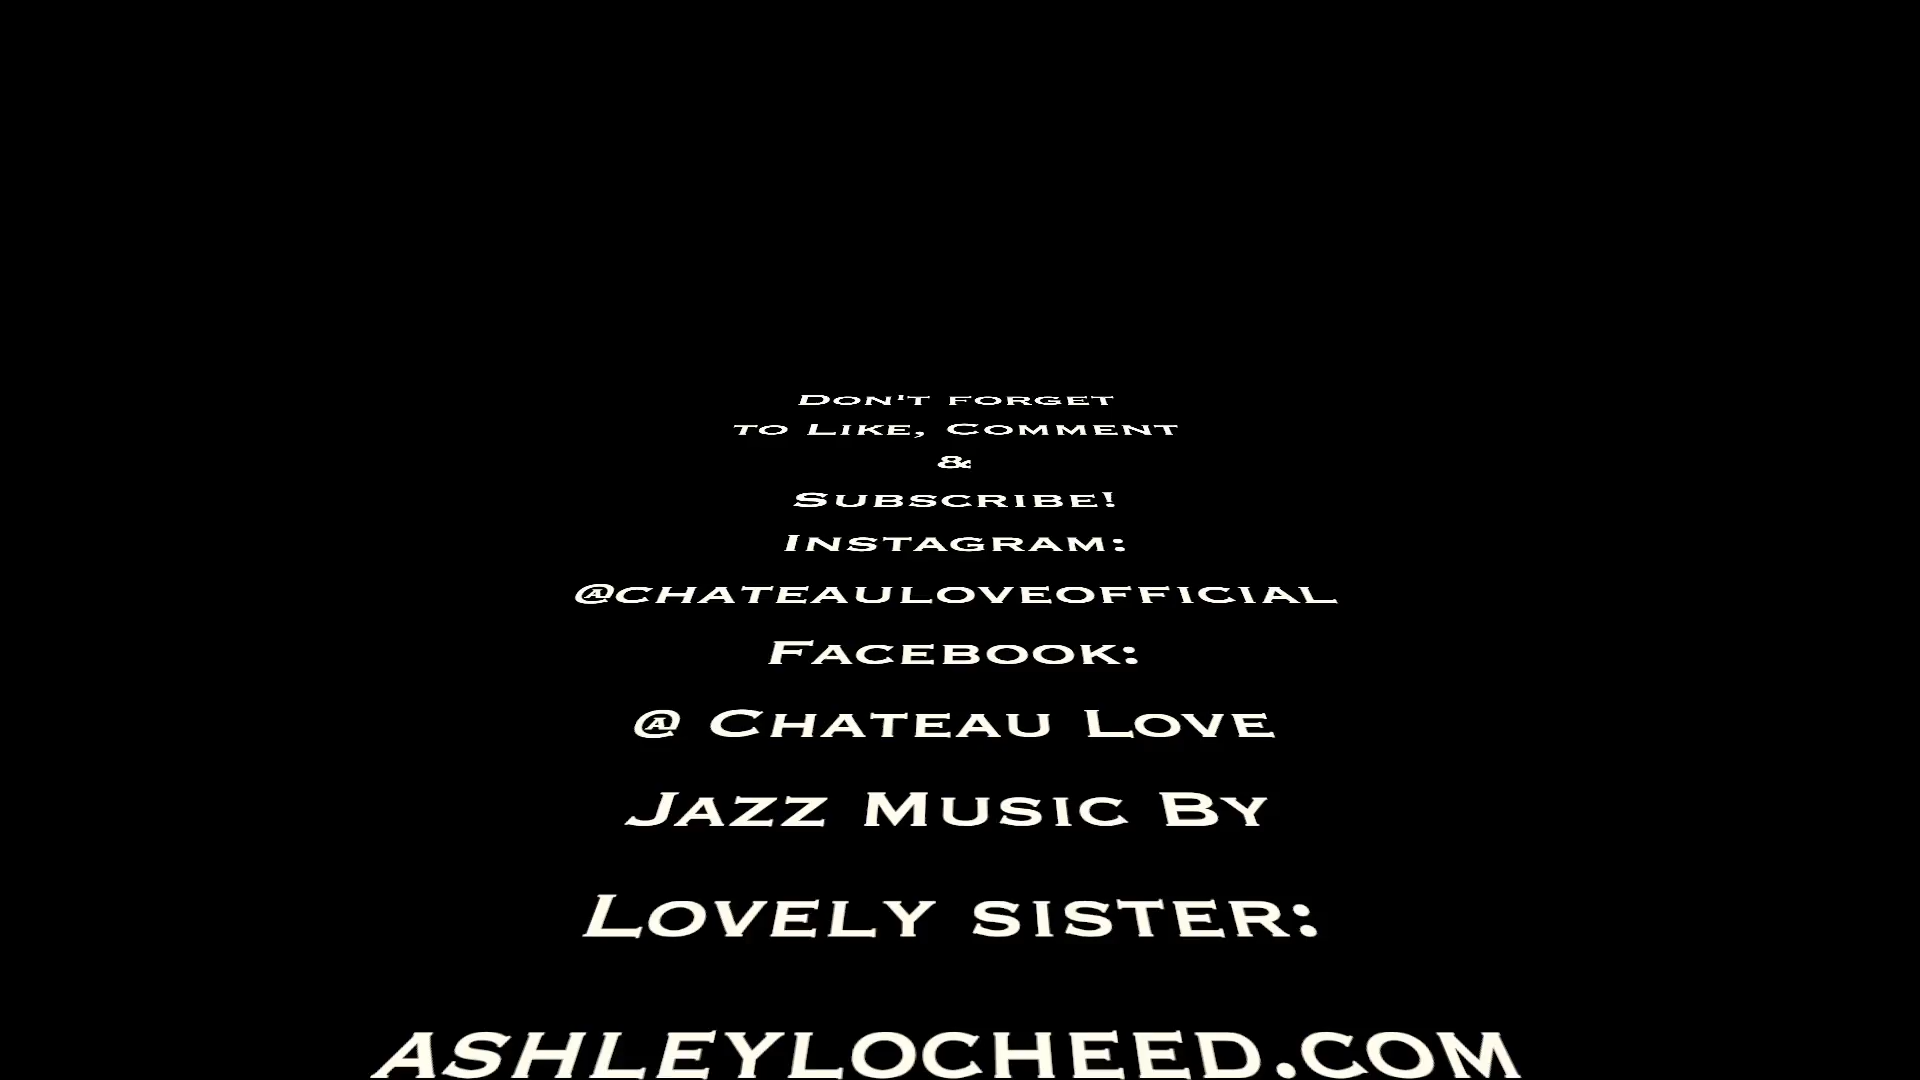 Don't forget
to Like, Comment
&
Subscribe!
Instagram:
@chateauloveofficial
Facebook:
@ Chateau Love
Jazz Music By
Lovely sister:
ashleylocheed.com